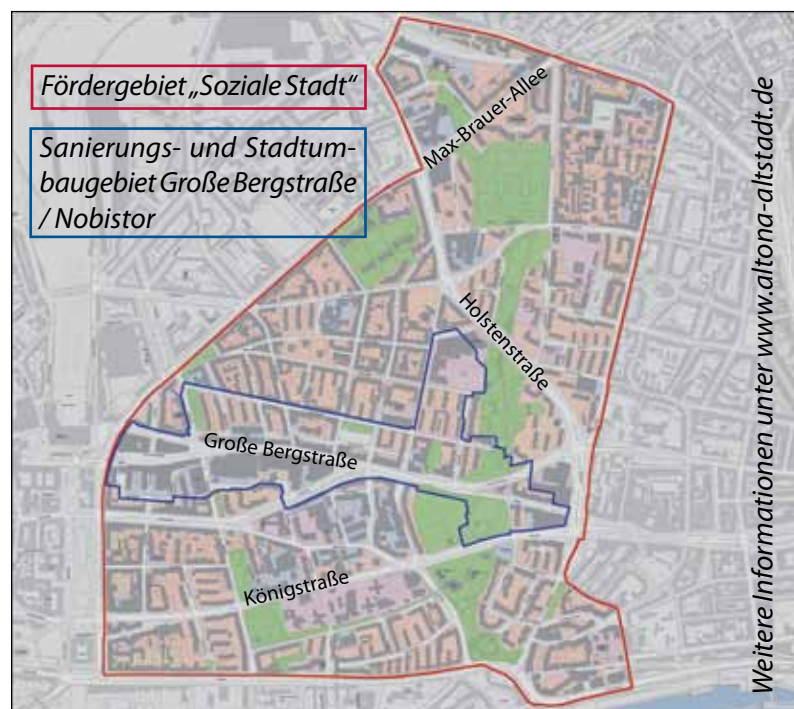 Fördergebiet „Soziale Stadt“
Sanierungs- und Stadtum-
baugebiet Große Bergstraße
/ Nobistor
Max-Brauer-Allee
Holstenstraße
Große Bergstraße
Königstraße
Weitere Informationen unter www.altona-altstadt.de